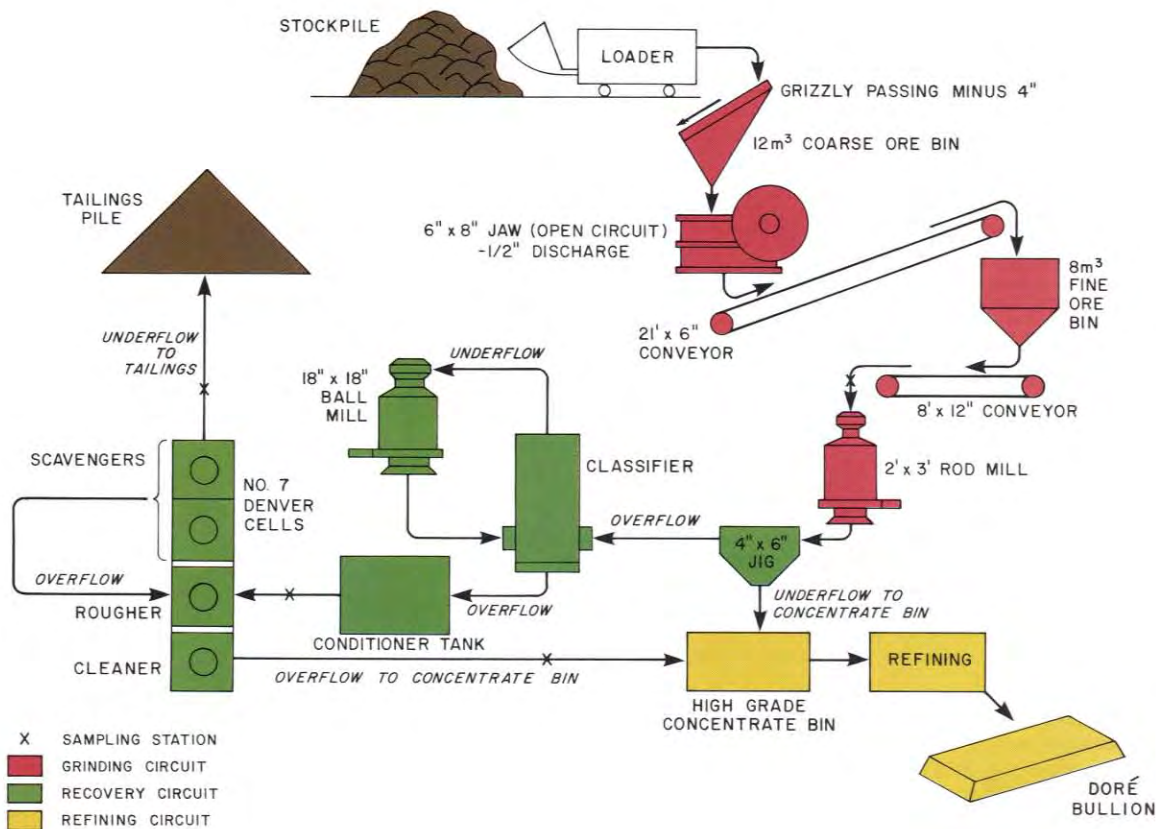 STOCKPILE
LOADER
GRIZZLY PASSING MINUS 4"
12m³ COARSE ORE BIN
TAILINGS
PILE
6" x 8" JAW (OPEN CIRCUIT)
-1/2" DISCHARGE
8m³
FINE
ORE
BIN
21' x 6"
CONVEYOR
UNDERFLOW
TO
TAILINGS
UNDERFLOW
18" x 18"
BALL
MILL
x
8' x 12" CONVEYOR
x
SCAVENGERS
NO. 7
DENVER
CELLS
CLASSIFIER
2' x 3' ROD MILL
OVERFLOW
4" x 6"
JIG
OVERFLOW
ROUGHER
x
OVERFLOW
UNDERFLOW TO
CONCENTRATE BIN
CONDITIONER TANK
CLEANER
x
OVERFLOW TO CONCENTRATE BIN
REFINING
HIGH GRADE
CONCENTRATE BIN
X SAMPLING STATION
GRINDING CIRCUIT
RECOVERY CIRCUIT
REFINING CIRCUIT
DORÉ
BULLION